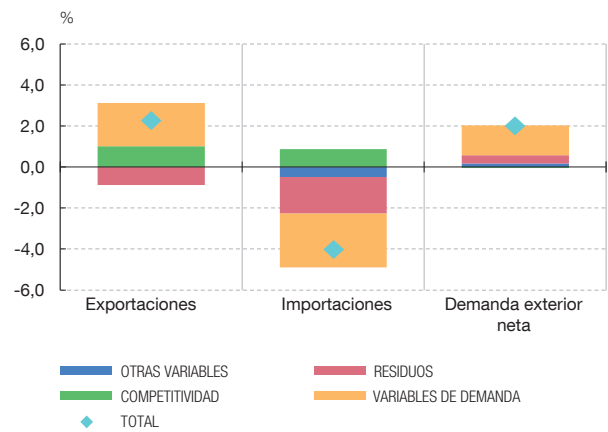 %
6,0
4,0
2,0
0,0
-2,0
-4,0
-6,0
Exportaciones
Importaciones
Demanda exterior
neta
OTRAS VARIABLES
RESIDUOS
COMPETITIVIDAD
VARIABLES DE DEMANDA
TOTAL